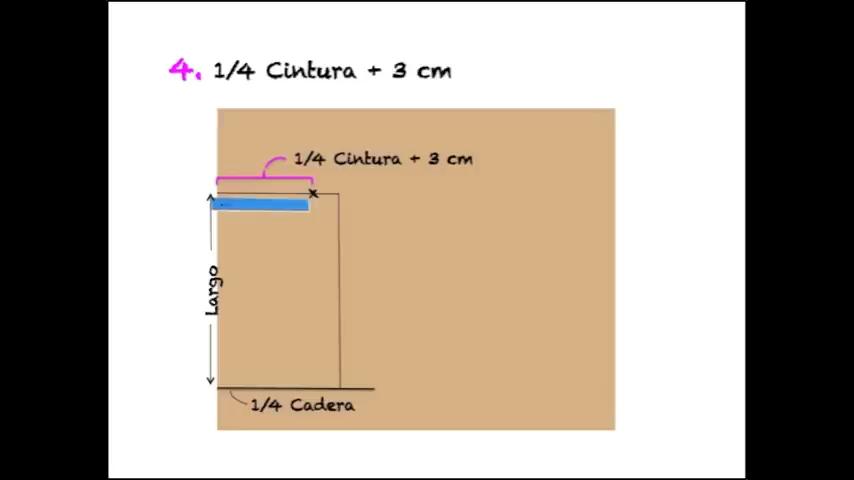 4. 1/4 Cintura + 3 cm
1/4 Cintura + 3 cm
Largo
1/4 Cadera